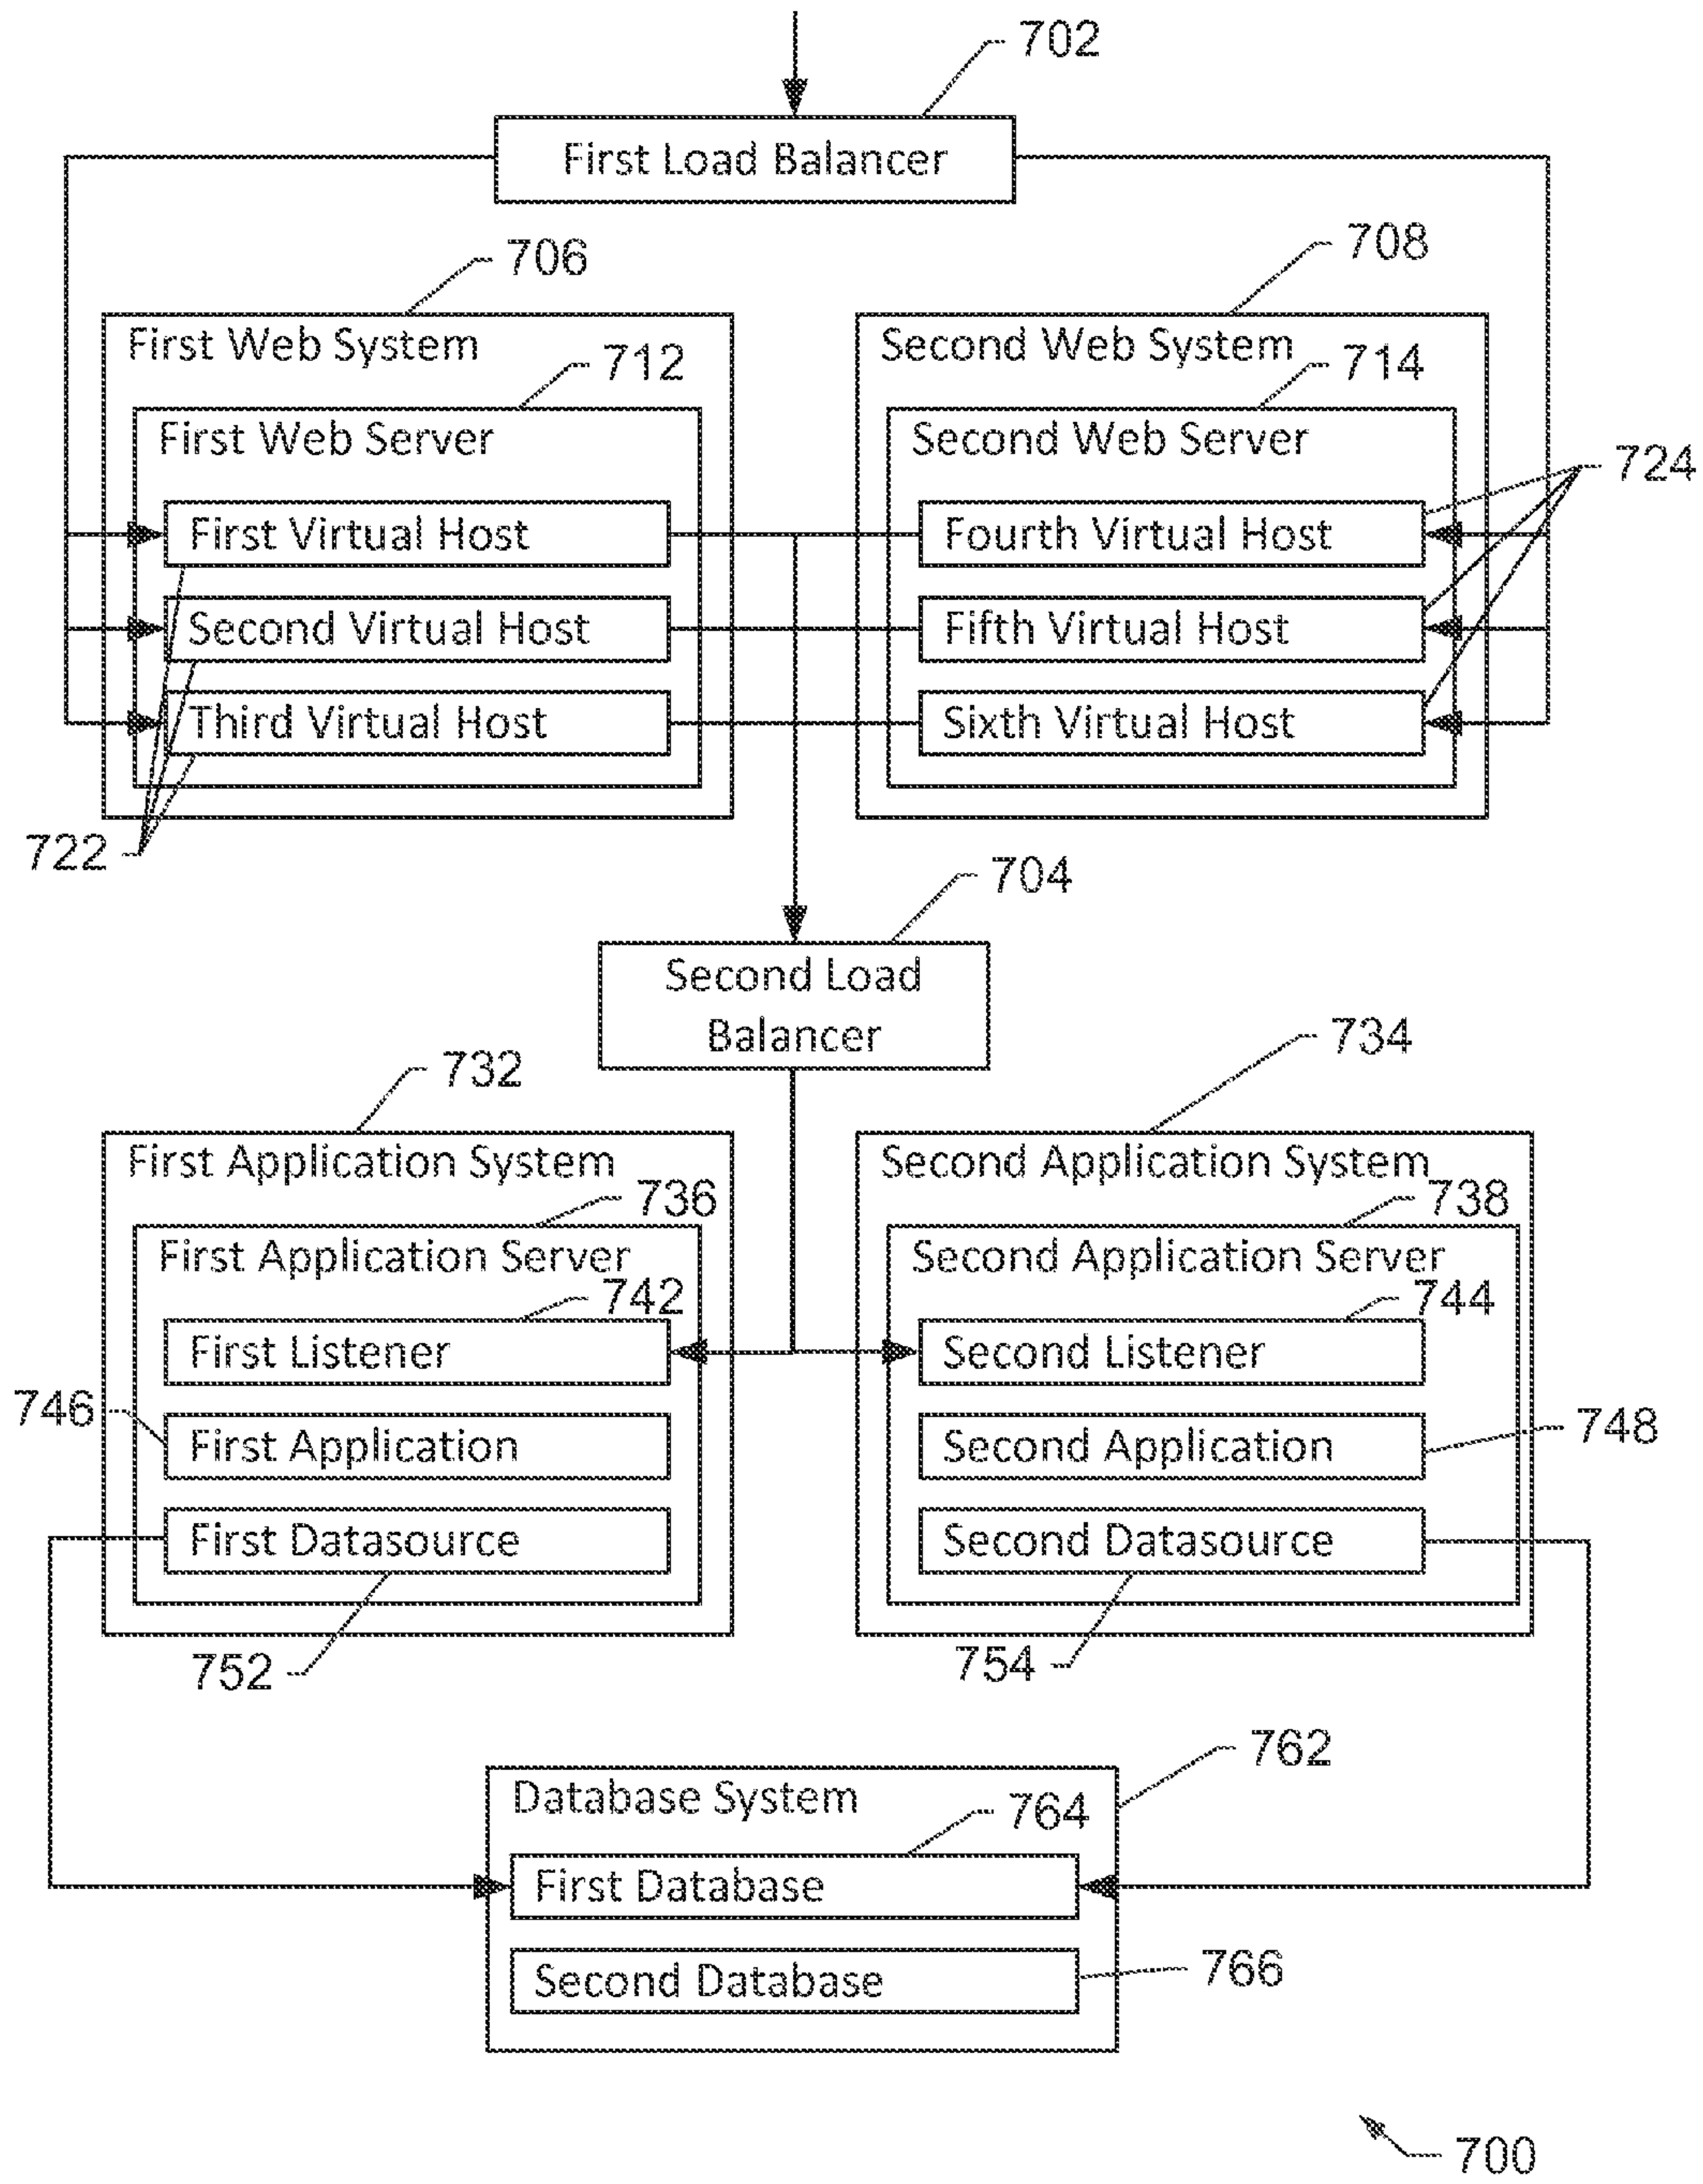 702
First Load Balancer
706
708
First Web System
Second Web System
712
714
First Web Server
Second Web Server
724
First Virtual Host
Fourth Virtual Host
Second Virtual Host
Fifth Virtual Host
Third Virtual Host
Sixth Virtual Host
722
704
Second Load
Balancer
732
734
First Application System
Second Application System
736
738
First Application Server
Second Application Server
742
744
First Listener
Second Listener
746
748
First Application
Second Application
First Datasource
Second Datasource
752
754
762
Database System
764
First Database
Second Database
766
700